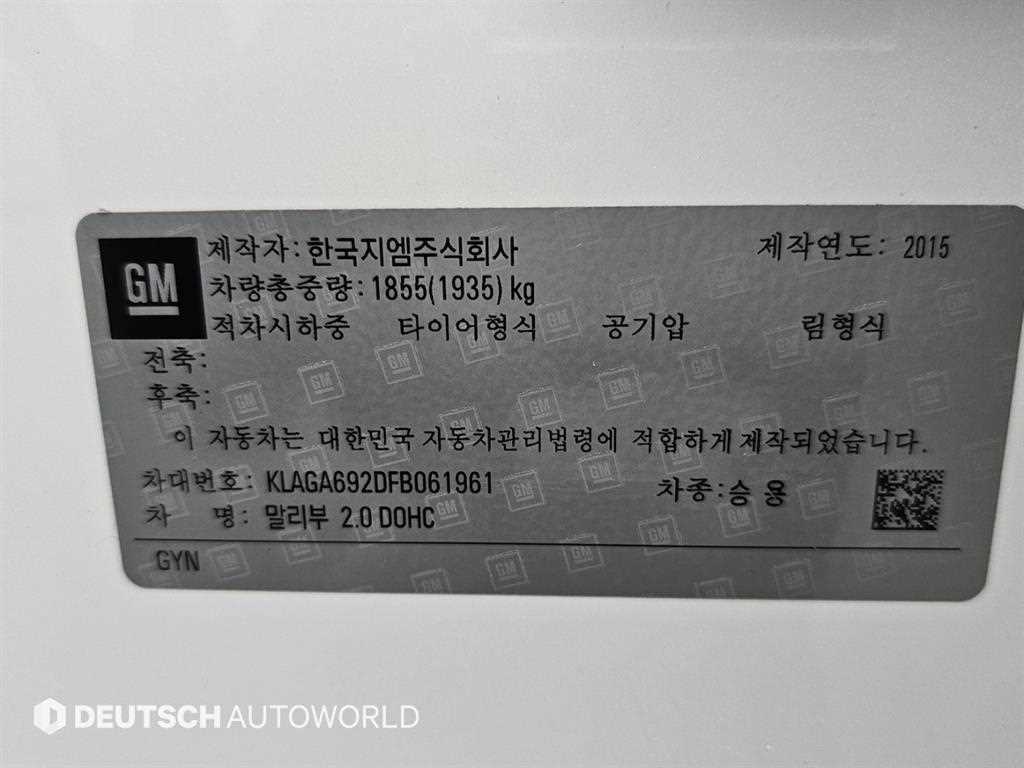 GM
제작자: 한국지엠주식회사 제작연도: 2015
차량총중량: 1855(1935) kg
적차시하중 타이어형식 공기압 림형식
전축:
후축:
이 자동차는 대한민국 자동차관리법령에 적합하게 제작되었습니다.
차대번호: KLAGA692DFB061961 차종: 승용
차 명: 말리부 2.0 DOHC
GYN
DEUTSCH AUTOWORLD